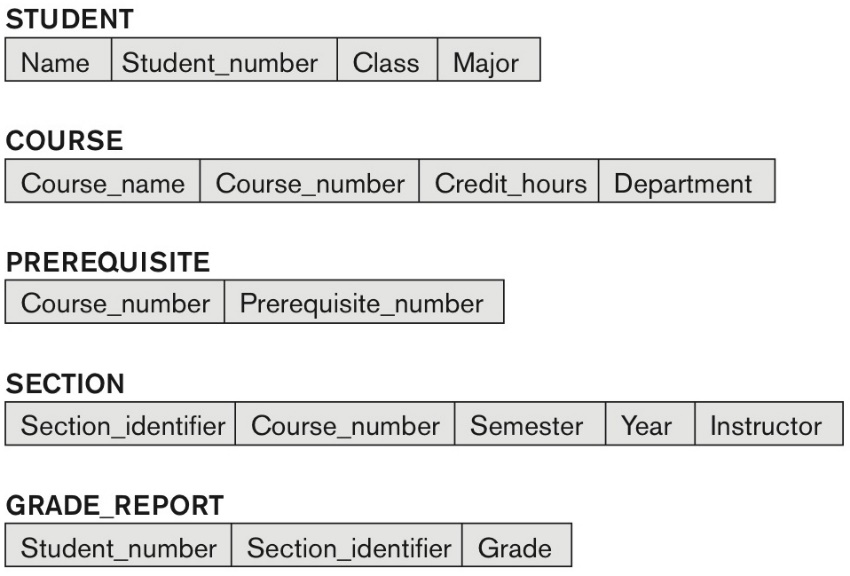 STUDENT
Name Student_number Class Major
COURSE
Course_name Course_number Credit_hours Department
PREREQUISITE
Course_number Prerequisite_number
SECTION
Section_identifier Course_number Semester Year Instructor
GRADE_REPORT
Student_number Section_identifier Grade